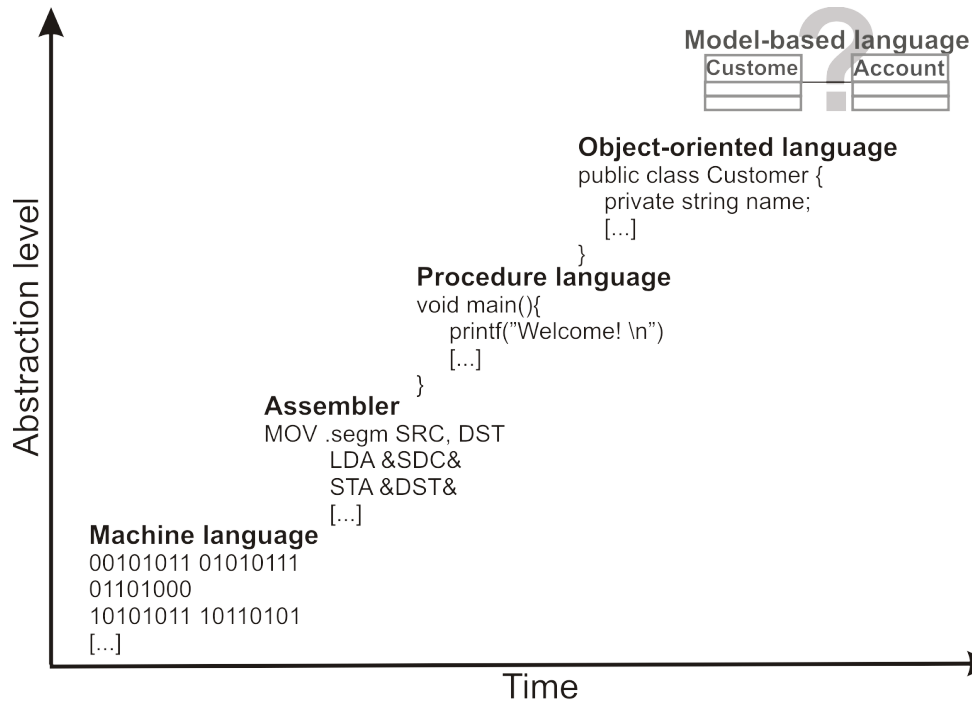 Model-based language
?
Custome Account
Object-oriented language
public class Customer {
private string name;
[...]
}
Procedure language
void main(){
printf(”Welcome! \n”)
[...]
}
Assembler
MOV .segm SRC, DST
LDA &SDC&
STA &DST&
[...]
Machine language
00101011 01010111
01101000
10101011 10110101
[...]
Abstraction level
Time